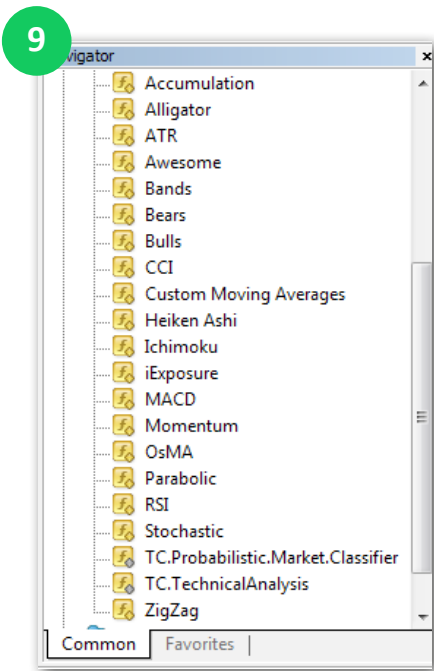 9
vigator
Accumulation
Alligator
ATR
Awesome
Bands
Bears
Bulls
CCI
Custom Moving Averages
Heiken Ashi
Ichimoku
iExposure
MACD
Momentum
OsMA
Parabolic
RSI
Stochastic
TC.Probabilistic.Market.Classifier
TC.TechnicalAnalysis
ZigZag
Common Favorites